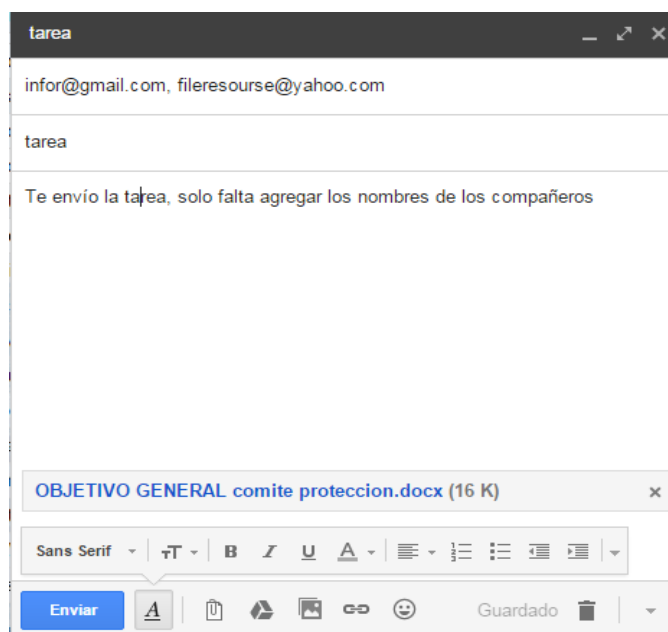 tarea
infor@gmail.com, fileresourse@yahoo.com
tarea
Te envío la tarea, solo falta agregar los nombres de los compañeros
OBJETIVO GENERAL comite proteccion.docx (16 K)
Sans Serif
Enviar
Guardado